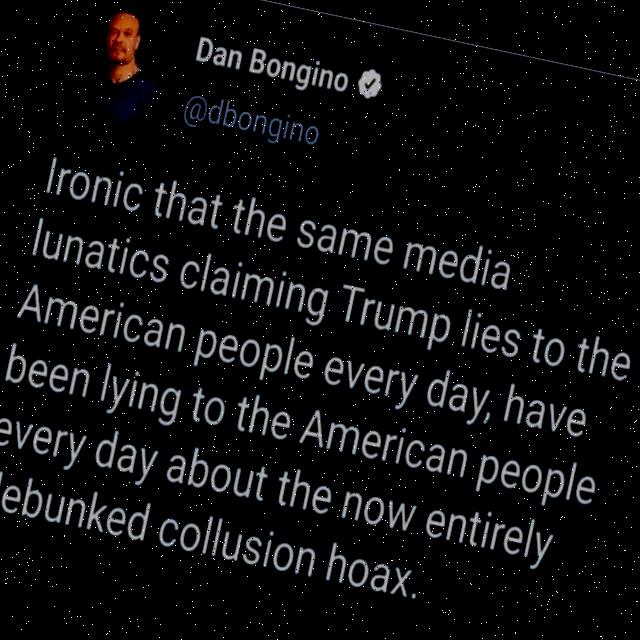 Dan Bongino
@dbongino
Ironic that the same media
lunatics claiming Trump lies to the
American people every day, have
been lying to the American people
every day about the now entirely
debunked collusion hoax.